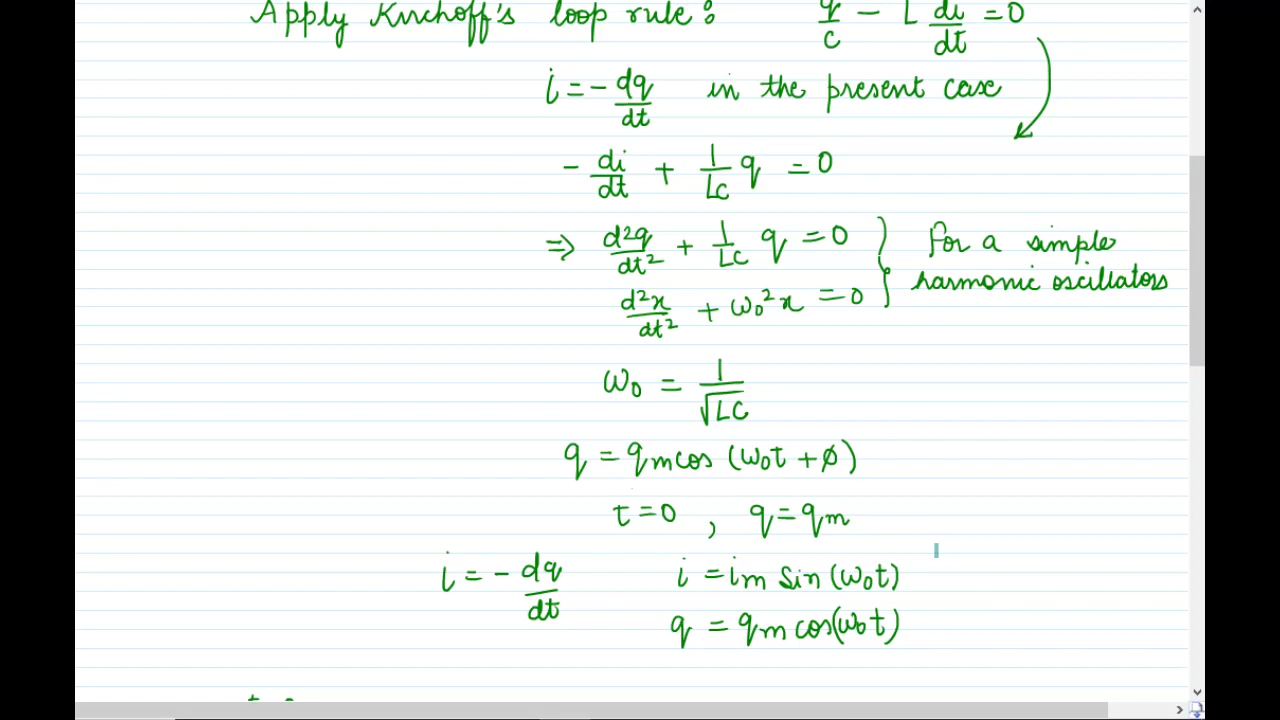 Apply Kirchoff's loop rule: q/c - L di/dt = 0
i = - dq/dt in the present case
- di/dt + 1/LC q = 0
=> d²q/dt² + 1/LC q = 0 } for a simple
d²x/dt² + ω₀²x = 0 } harmonic oscillators
ω₀ = 1/√LC
q = qm cos (ω₀t + φ)
t = 0 , q = qm
i = - dq/dt i = im sin (ω₀t)
q = qm cos(ω₀t)